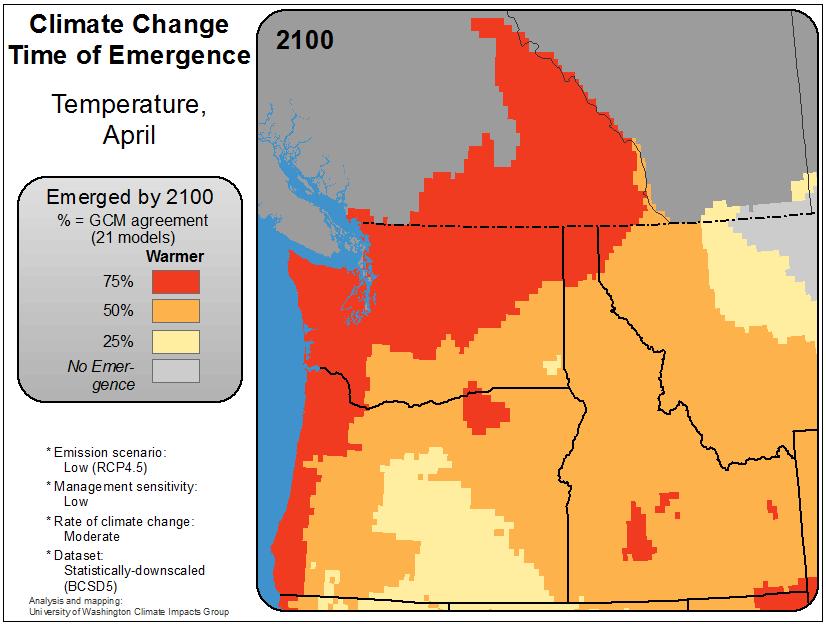 Climate Change
Time of Emergence
Temperature,
April
2100
Emerged by 2100
% = GCM agreement
(21 models)
Warmer
75%
50%
25%
No Emer-
gence
* Emission scenario:
Low (RCP4.5)
* Management sensitivity:
Low
* Rate of climate change:
Moderate
* Dataset:
Statistically-downscaled
(BCSD5)
Analysis and mapping:
University of Washington Climate Impacts Group